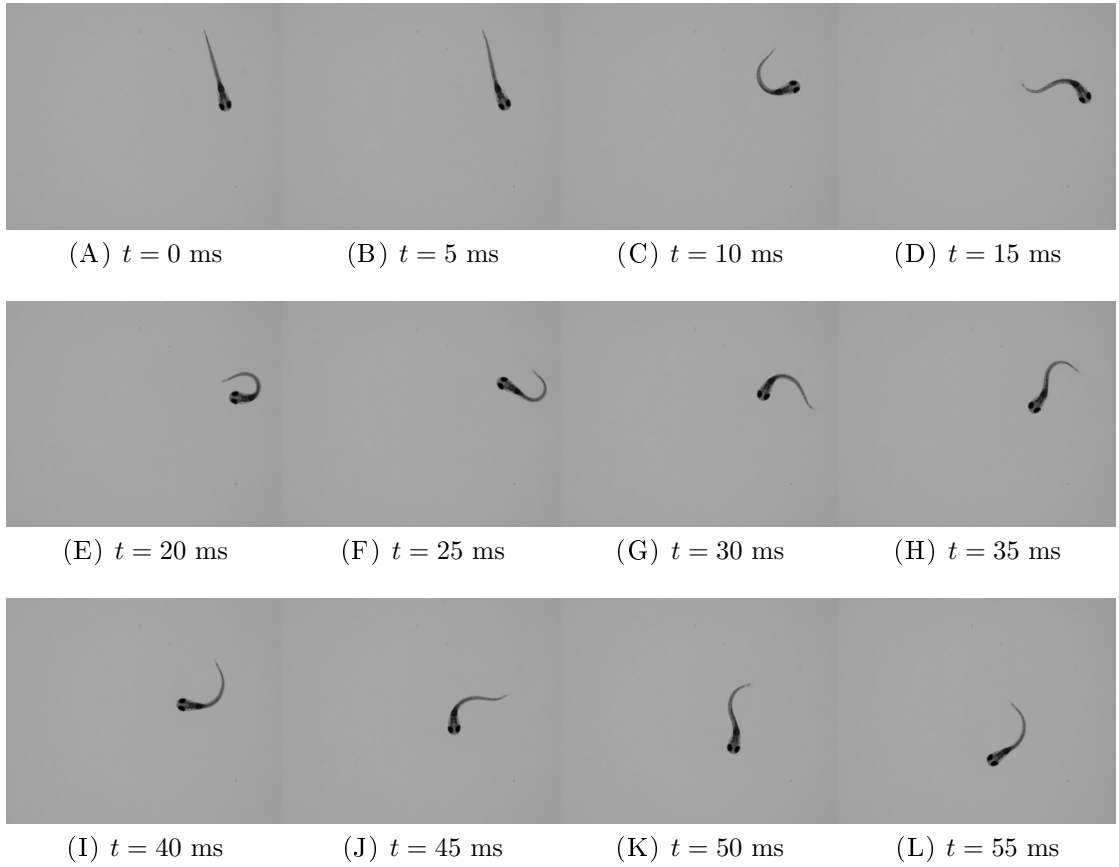 (A) t = 0 ms (B) t = 5 ms (C) t = 10 ms (D) t = 15 ms
(E) t = 20 ms (F) t = 25 ms (G) t = 30 ms (H) t = 35 ms
(I) t = 40 ms (J) t = 45 ms (K) t = 50 ms (L) t = 55 ms